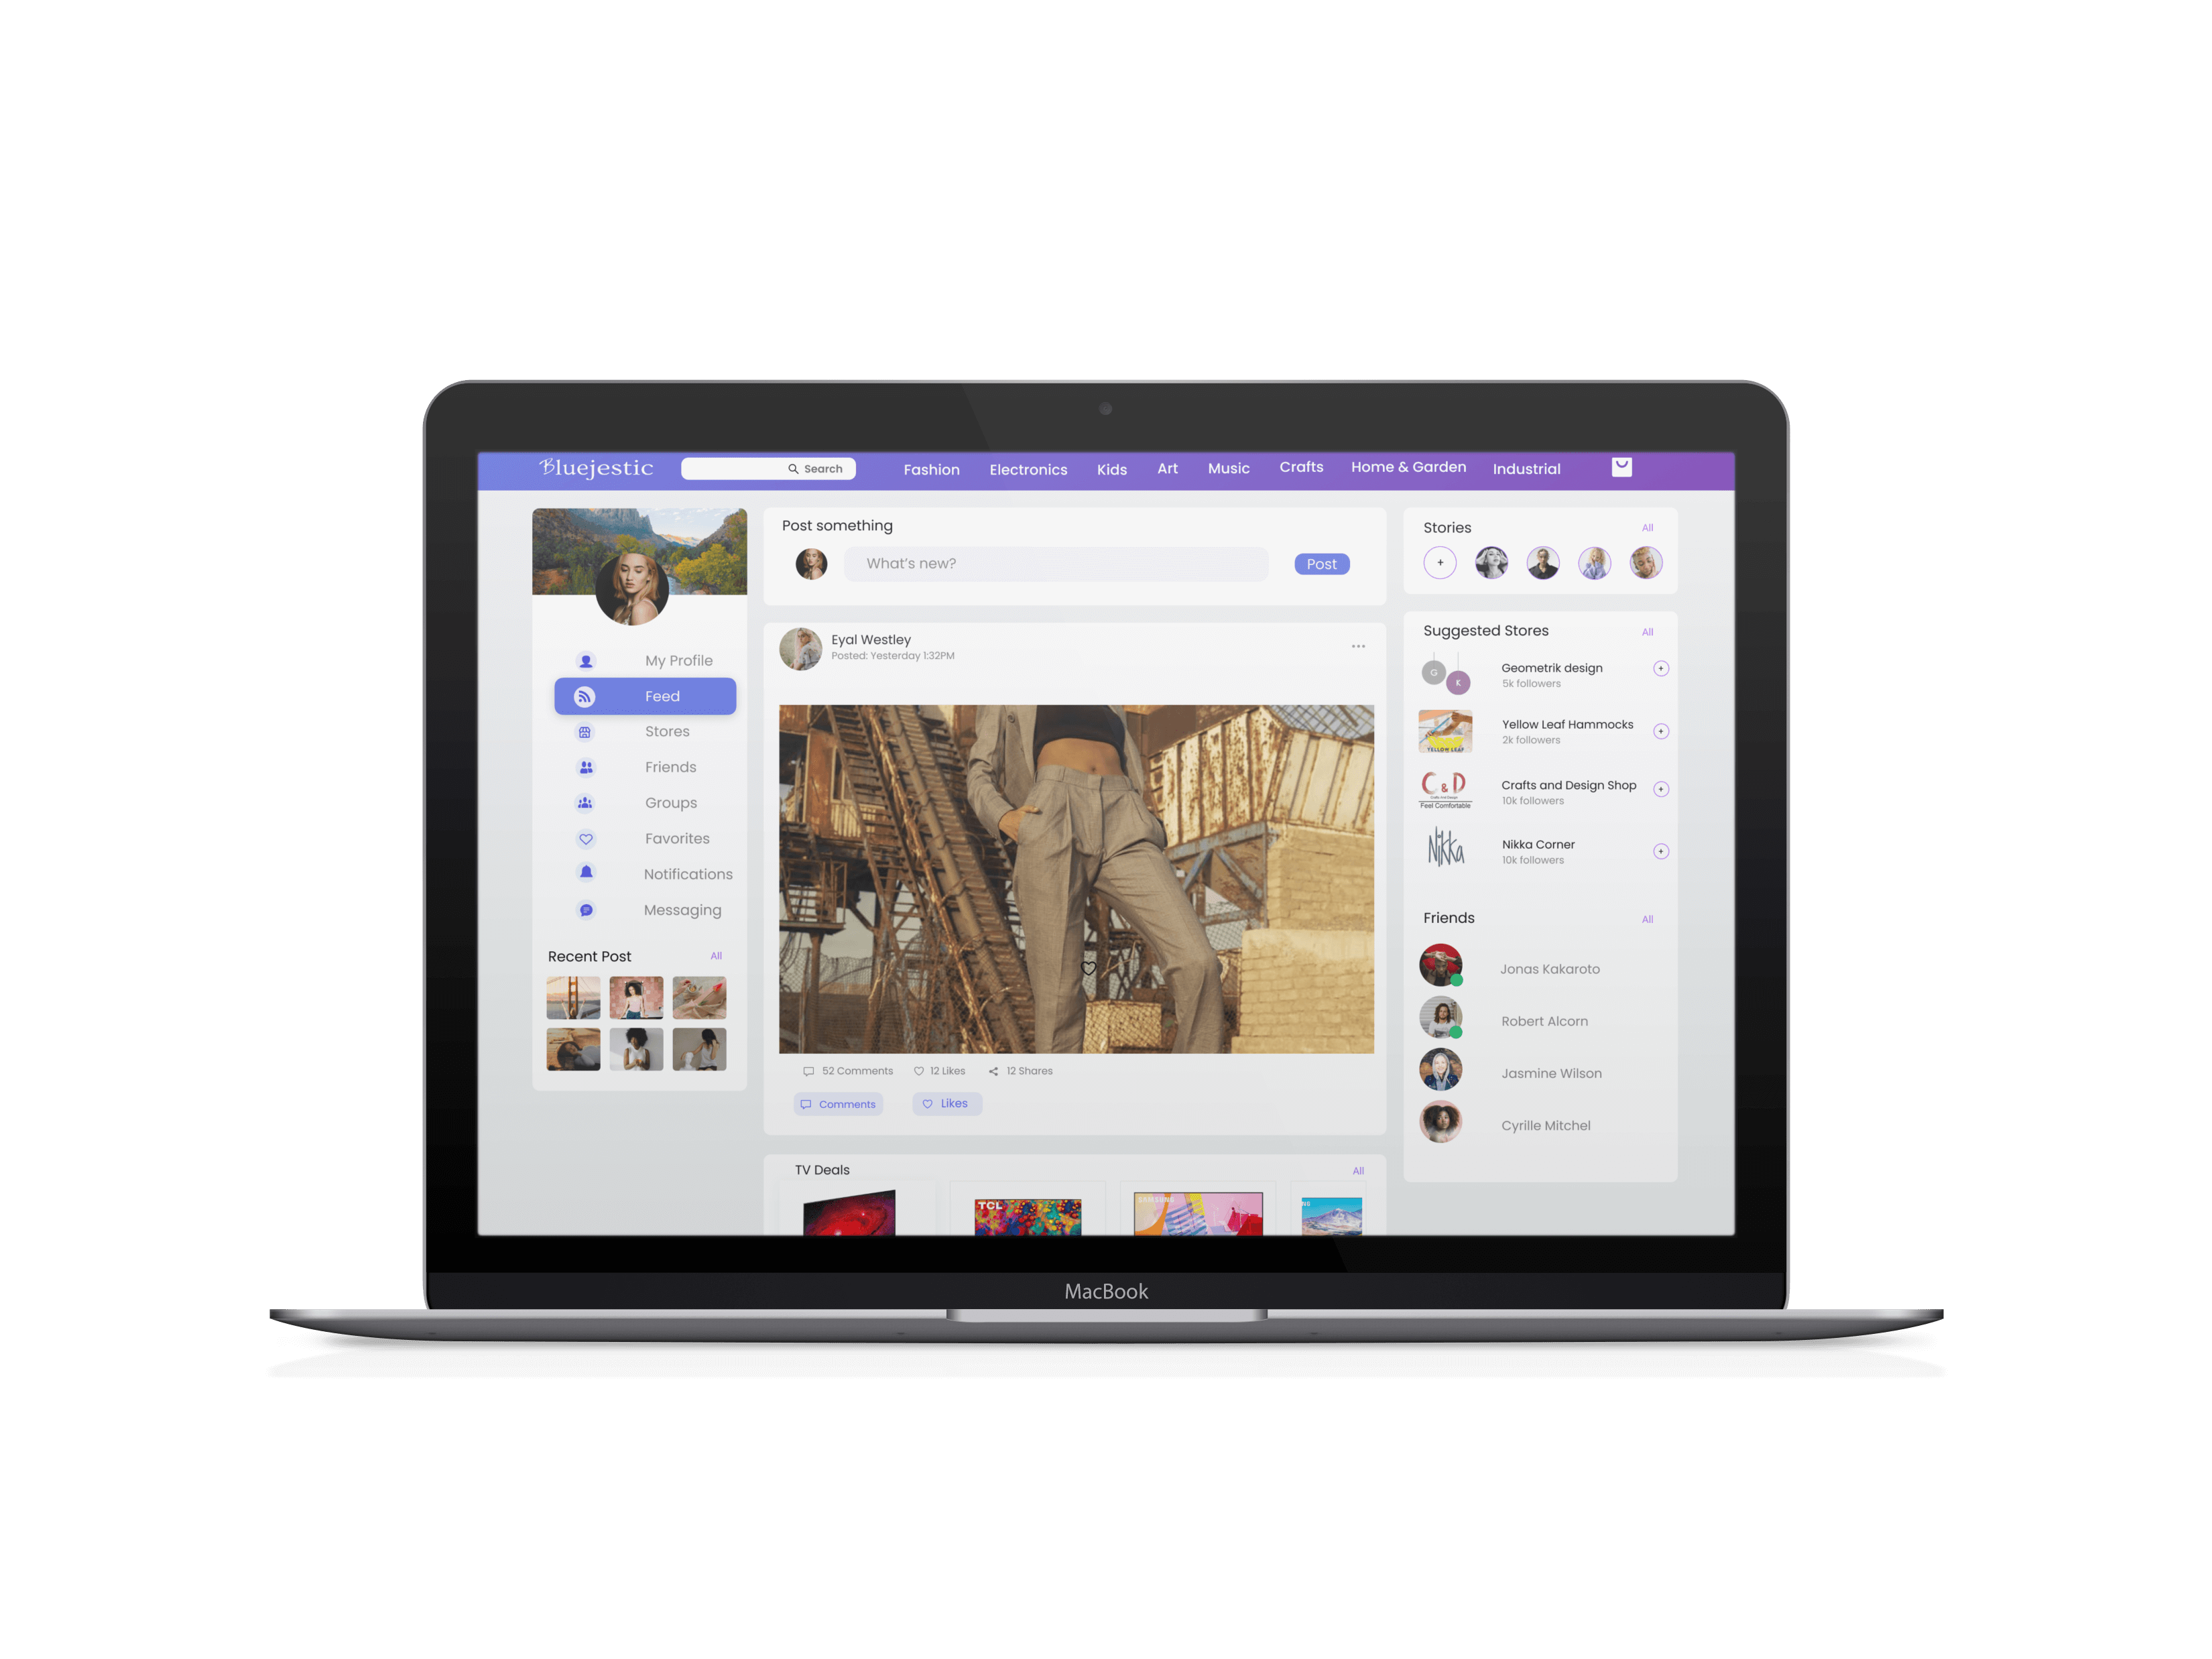 Bluejestic
Search
Fashion
Electronics
Kids
Art
Music
Crafts
Home & Garden
Industrial
My Profile
Feed
Stores
Friends
Groups
Favorites
Notifications
Messaging
Recent Post
All
Post something
What's new?
Post
Eyal Westley
Posted: Yesterday 1:32PM
52 Comments
12 Likes
12 Shares
Comments
Likes
TV Deals
All
TCL
SAMSUNG
NG
Stories
All
+
Suggested Stores
All
G
K
Geometrik design
5k followers
+
YELLOW LEAF
Yellow Leaf Hammocks
2k followers
+
C & D
Feel Comfortable
Crafts and Design Shop
10k followers
+
Nikka
Nikka Corner
10k followers
+
Friends
All
Jonas Kakaroto
Robert Alcorn
Jasmine Wilson
Cyrille Mitchel
MacBook